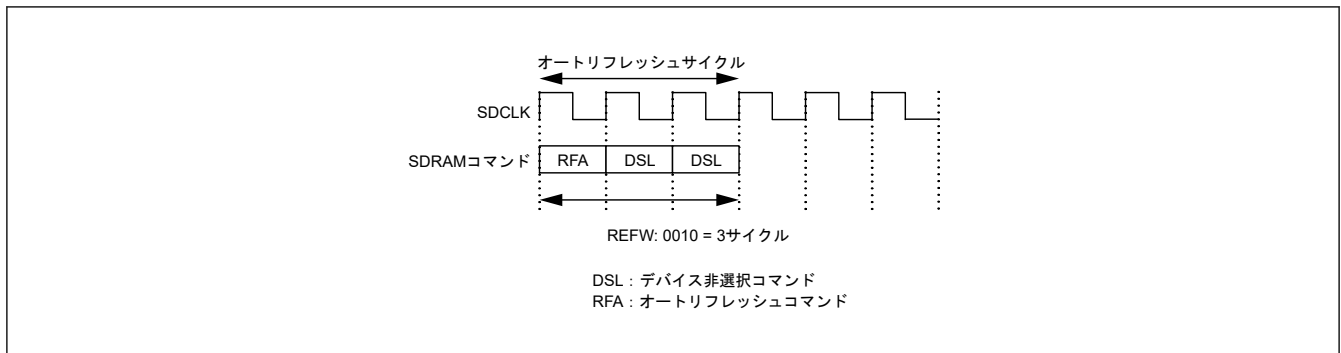 オートリフレッシュサイクル
SDCLK
SDRAMコマンド RFA DSL DSL
REFW: 0010 = 3サイクル
DSL：デバイス非選択コマンド
RFA：オートリフレッシュコマンド